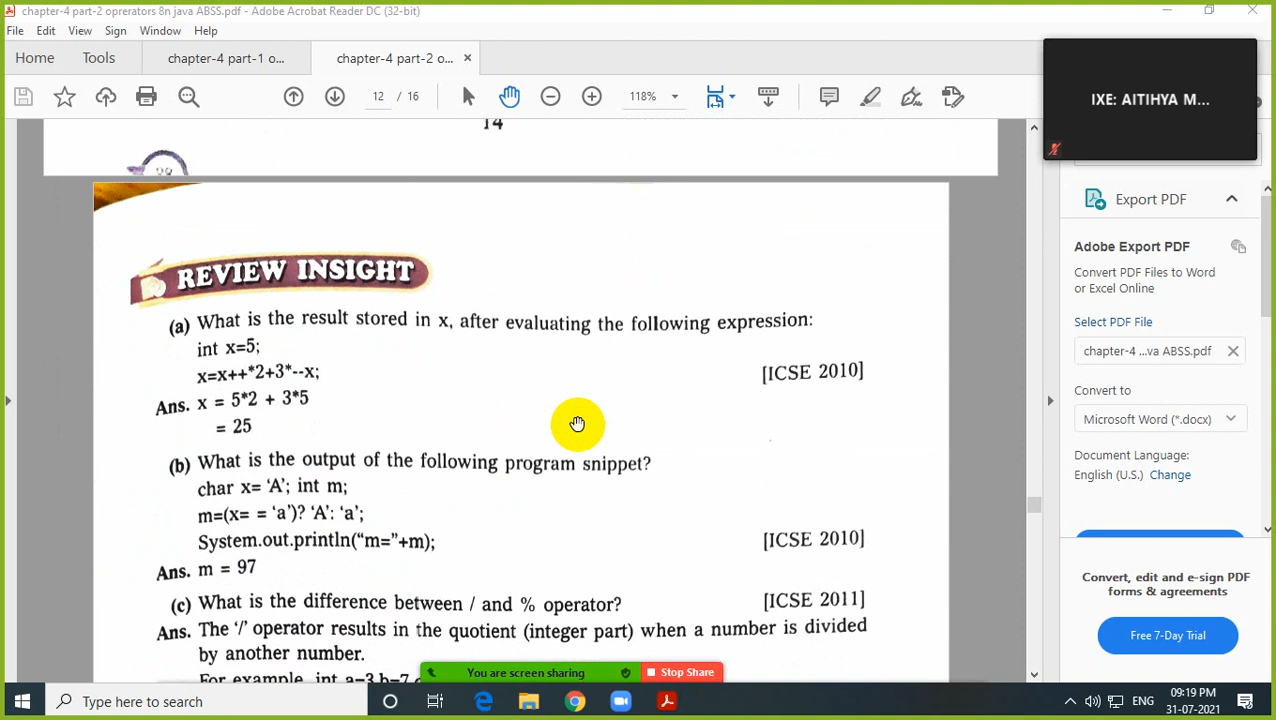 chapter-4 part-2 oprerators 8n java ABSS.pdf - Adobe Acrobat Reader DC (32-bit)
File Edit View Sign Window Help
Home Tools chapter-4 part-1 o... chapter-4 part-2 o... ×
12 / 16 118%
IXE: AITIHYA M...
14
REVIEW INSIGHT
(a) What is the result stored in x, after evaluating the following expression:
int x=5;
x=x++*2+3*--x; [ICSE 2010]
Ans. x = 5*2 + 3*5
= 25
(b) What is the output of the following program snippet?
char x= 'A'; int m;
m=(x= = 'a')? 'A': 'a';
System.out.println("m="+m); [ICSE 2010]
Ans. m = 97
(c) What is the difference between / and % operator? [ICSE 2011]
Ans. The '/' operator results in the quotient (integer part) when a number is divided
by another number.
For example, int a=3,b=7,
Export PDF
Adobe Export PDF
Convert PDF Files to Word
or Excel Online
Select PDF File
chapter-4 ...va ABSS.pdf
Convert to
Microsoft Word (*.docx)
Document Language:
English (U.S.) Change
Convert, edit and e-sign PDF
forms & agreements
Free 7-Day Trial
You are screen sharing Stop Share
Type here to search
ENG
09:19 PM
31-07-2021